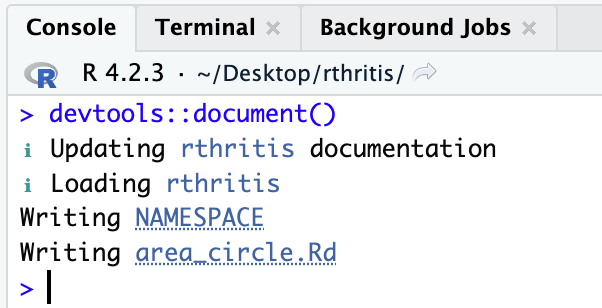 Console Terminal × Background Jobs ×
R R 4.2.3 · ~/Desktop/rthritis/
> devtools::document()
ℹ Updating rthritis documentation
ℹ Loading rthritis
Writing NAMESPACE
Writing area_circle.Rd
>